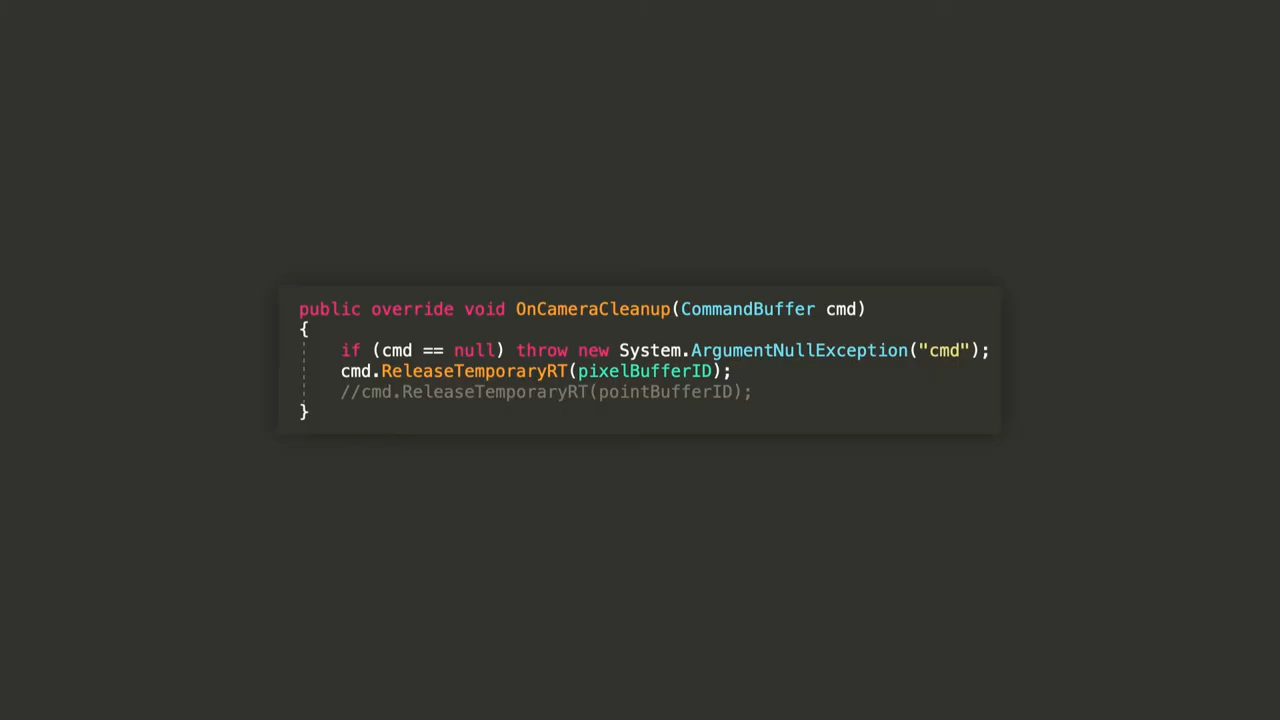 public override void OnCameraCleanup(CommandBuffer cmd)
{
if (cmd == null) throw new System.ArgumentNullException("cmd");
cmd.ReleaseTemporaryRT(pixelBufferID);
//cmd.ReleaseTemporaryRT(pointBufferID);
}